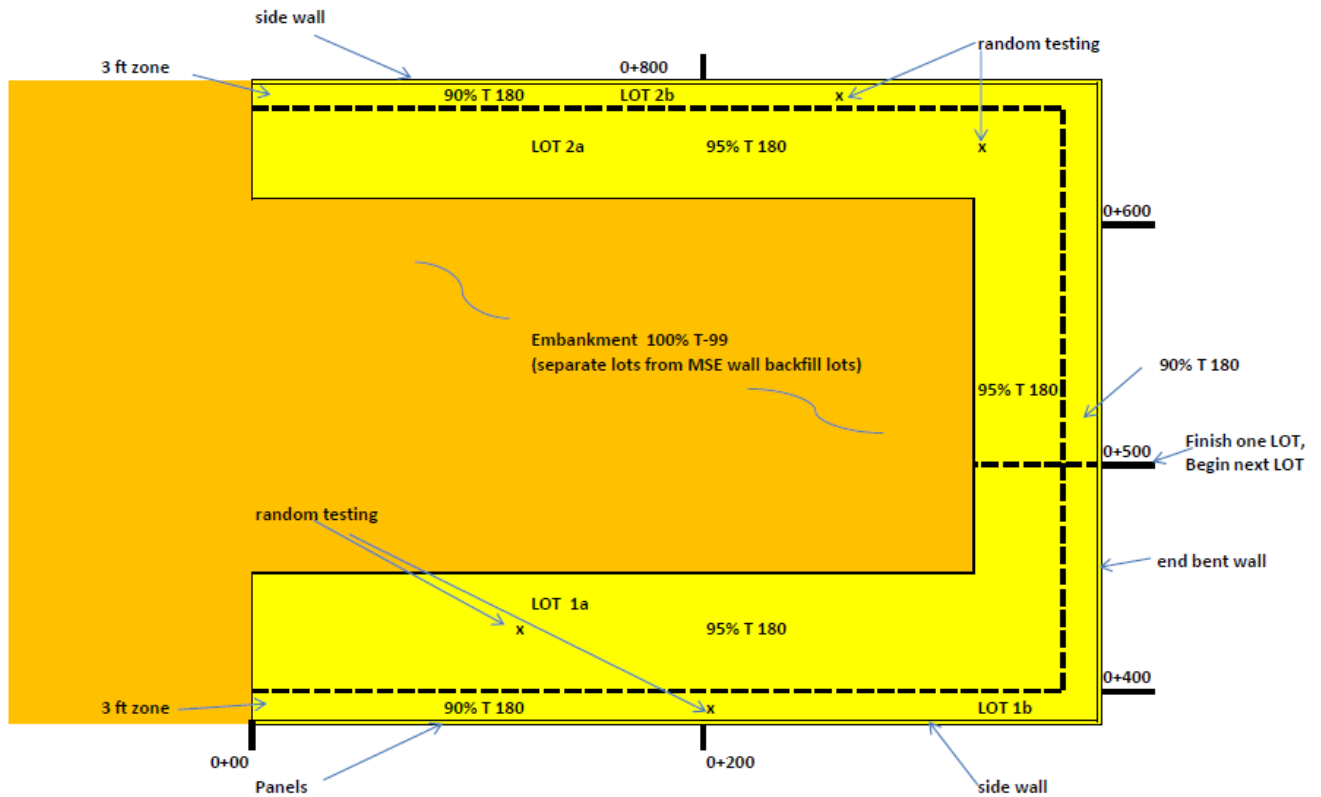 side wall
random testing
3 ft zone
0+800
90% T 180
LOT 2b
x
LOT 2a
95% T 180
x
0+600
Embankment  100% T-99
(separate lots from MSE wall backfill lots)
90% T 180
95% T 180
Finish one LOT,
Begin next LOT
0+500
random testing
end bent wall
LOT  1a
x
95% T 180
0+400
3 ft zone
90% T 180
x
LOT 1b
0+00
0+200
Panels
side wall